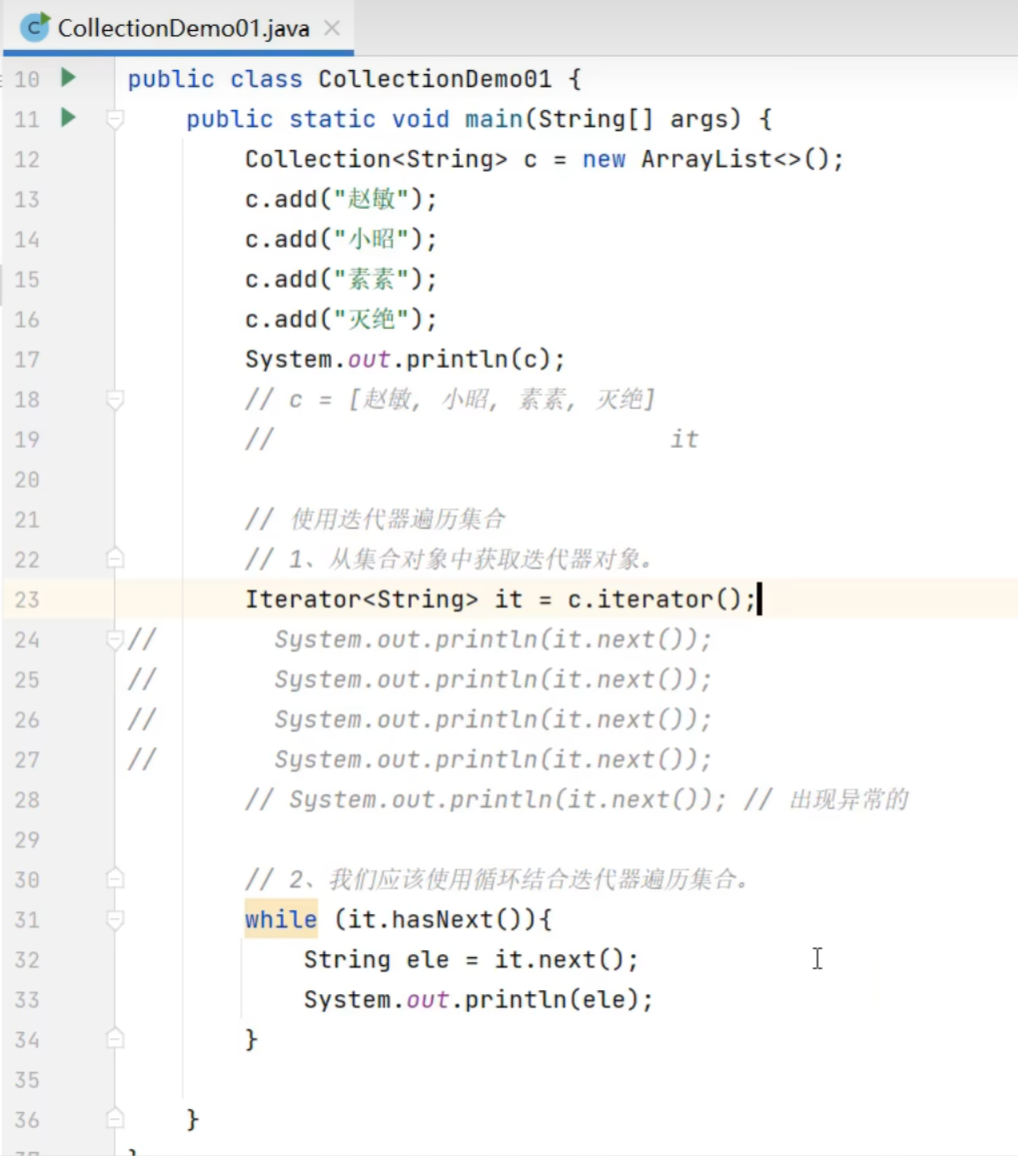 CollectionDemo01.java
10 public class CollectionDemo01 {
11 public static void main(String[] args) {
12 Collection<String> c = new ArrayList<>();
13 c.add("赵敏");
14 c.add("小昭");
15 c.add("素素");
16 c.add("灭绝");
17 System.out.println(c);
18 // c = [赵敏, 小昭, 素素, 灭绝]
19 // it
20
21 // 使用迭代器遍历集合
22 // 1、从集合对象中获取迭代器对象。
23 Iterator<String> it = c.iterator();
24 // System.out.println(it.next());
25 // System.out.println(it.next());
26 // System.out.println(it.next());
27 // System.out.println(it.next());
28 // System.out.println(it.next()); // 出现异常的
29
30 // 2、我们应该使用循环结合迭代器遍历集合。
31 while (it.hasNext()){
32 String ele = it.next();
33 System.out.println(ele);
34 }
35
36 }